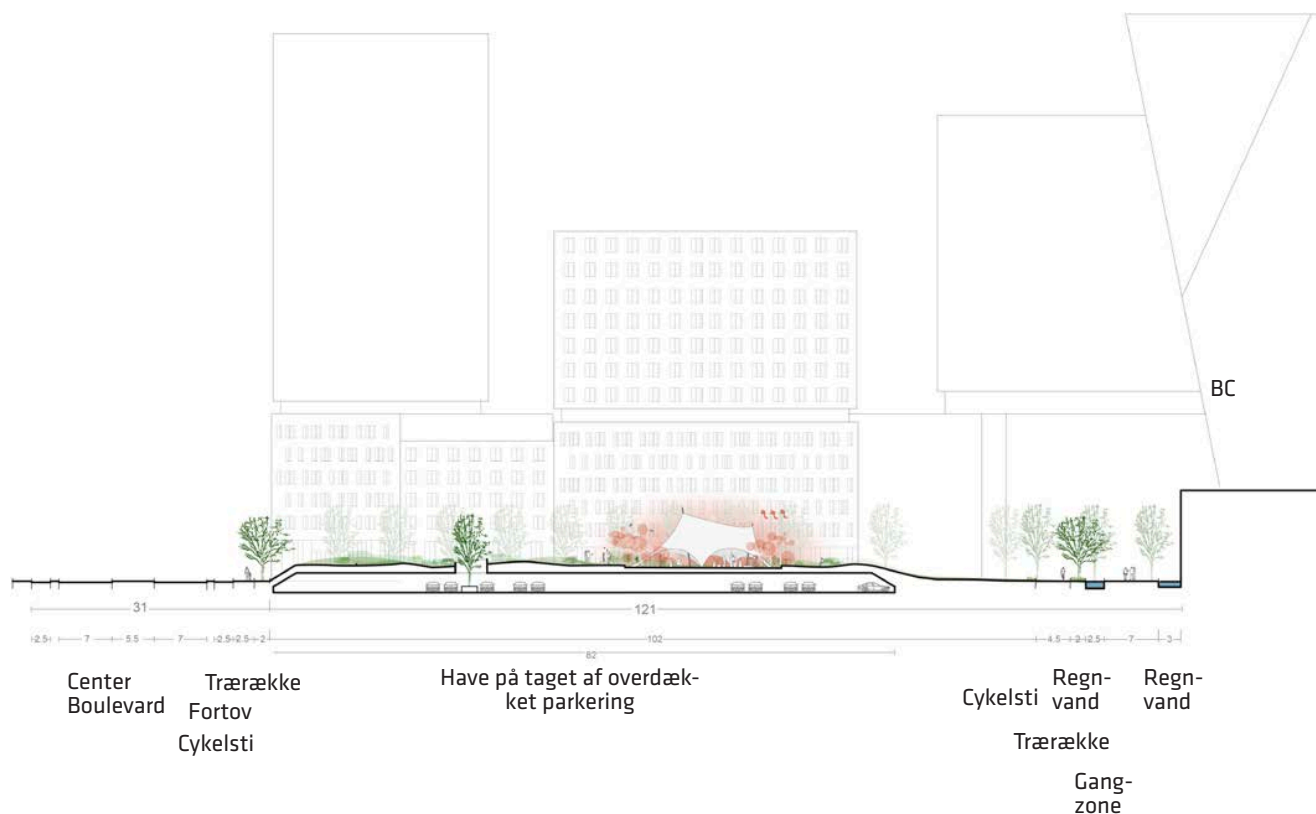 BC
31
121
2.5
7
5.5
7
2.5
2.5
2
102
4.5
2
2.5
7
3
82
Center
Boulevard
Trærække
Fortov
Cykelsti
Have på taget af overdæk-
ket parkering
Cykelsti
Regn-
vand
Regn-
vand
Trærække
Gang-
zone